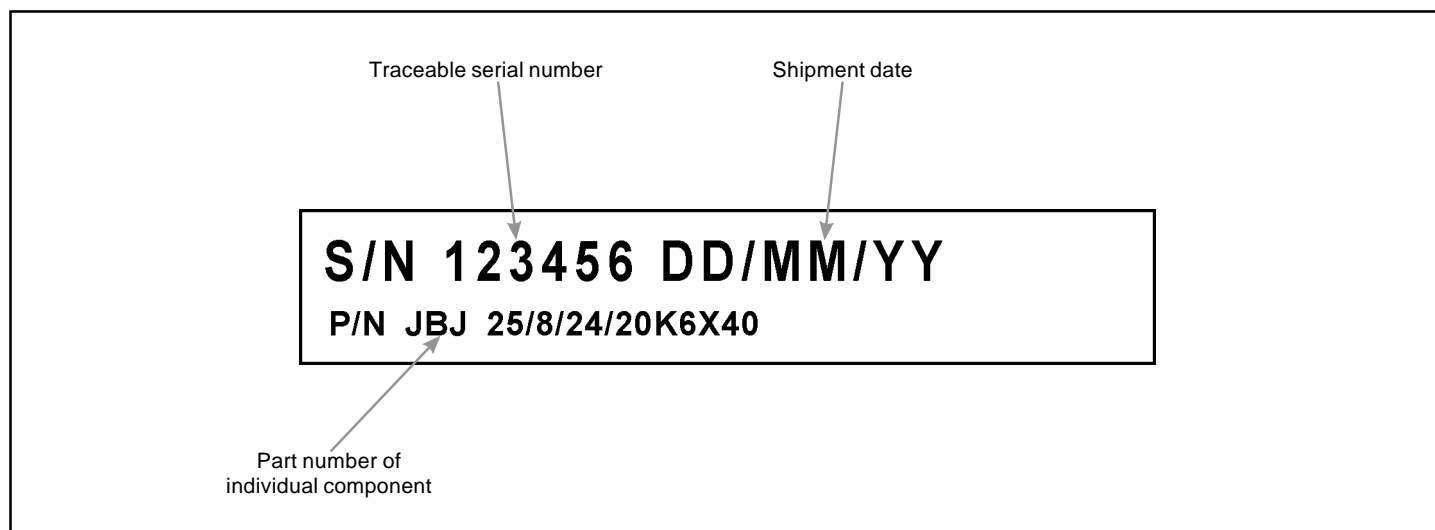 Traceable serial number
Shipment date
S/N 123456 DD/MM/YY
P/N JBJ 25/8/24/20K6X40
Part number of
individual component